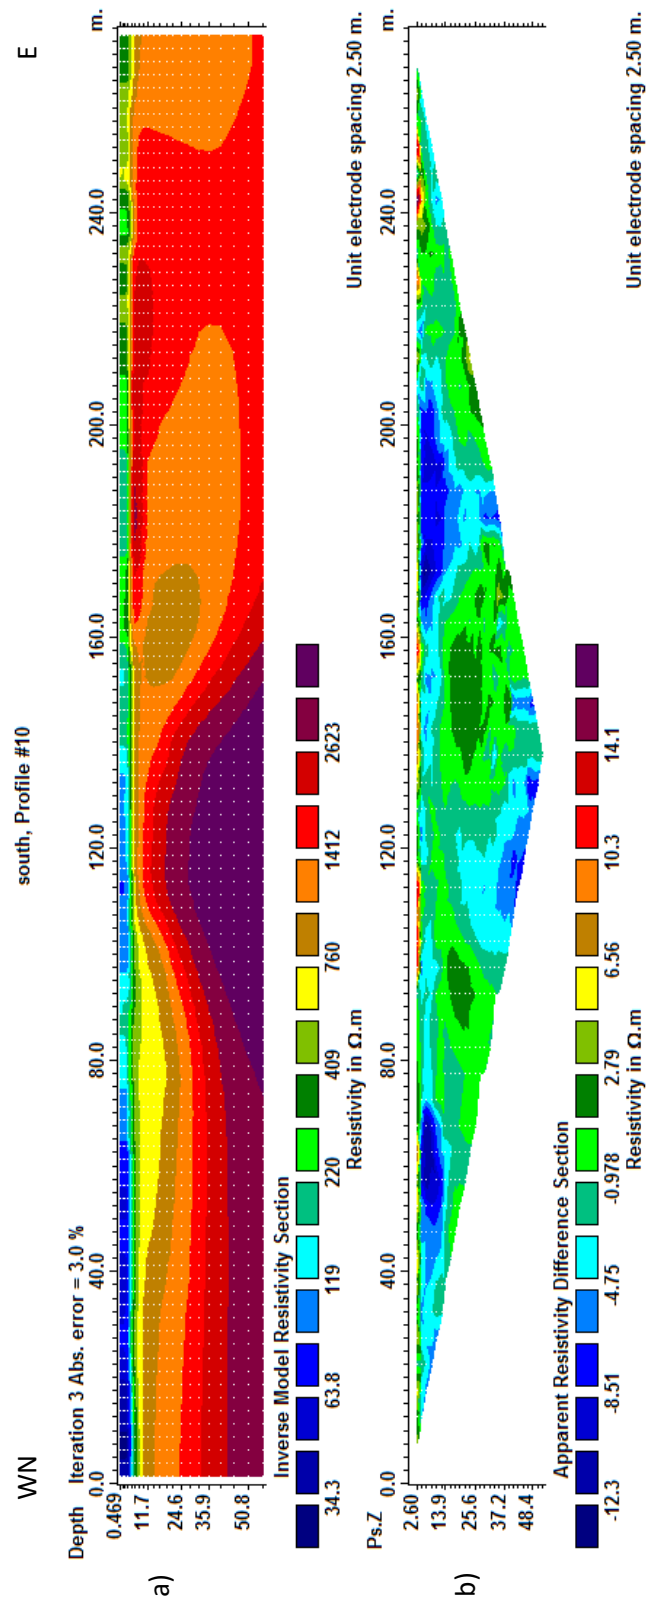 WN E
south, Profile #10
Depth Iteration 3 Abs. error = 3.0 %
0.0 40.0 80.0 120.0 160.0 200.0 240.0 m.
0.469
11.7
24.6
35.9
50.8
a)
Inverse Model Resistivity Section
34.3 63.8 119 220 409 760 1412 2623
Resistivity in Ω.m
Unit electrode spacing 2.50 m.
Ps.Z
0.0 40.0 80.0 120.0 160.0 200.0 240.0 m.
2.60
13.9
25.6
37.2
48.4
b)
Apparent Resistivity Difference Section
-12.3 -8.51 -4.75 -0.978 2.79 6.56 10.3 14.1
Resistivity in Ω.m
Unit electrode spacing 2.50 m.